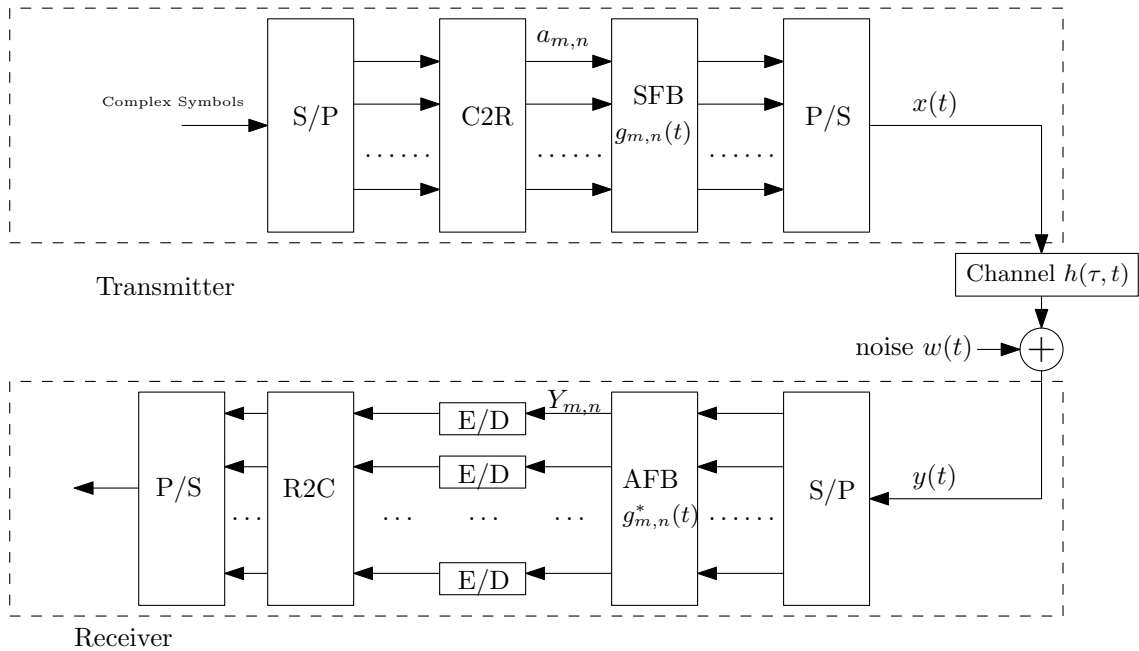 Complex Symbols
S/P
C2R
a_{m,n}
SFB
g_{m,n}(t)
P/S
x(t)
......
......
......
Transmitter
Channel h(τ, t)
noise w(t)
+
P/S
R2C
E/D
E/D
E/D
Y_{m,n}
AFB
g^*_{m,n}(t)
S/P
y(t)
...
...
...
...
......
Receiver